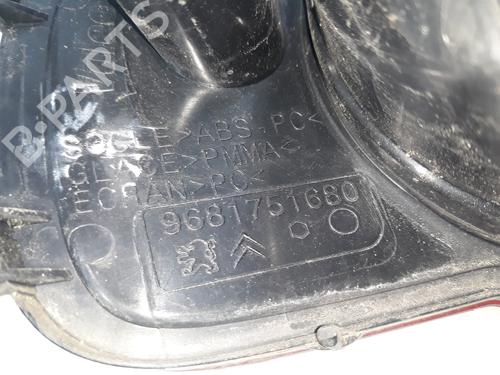 B-PARTS
SOCLE>ABS.PC<
GLACE>PMMA<
ECRAN>PC<
9681751680